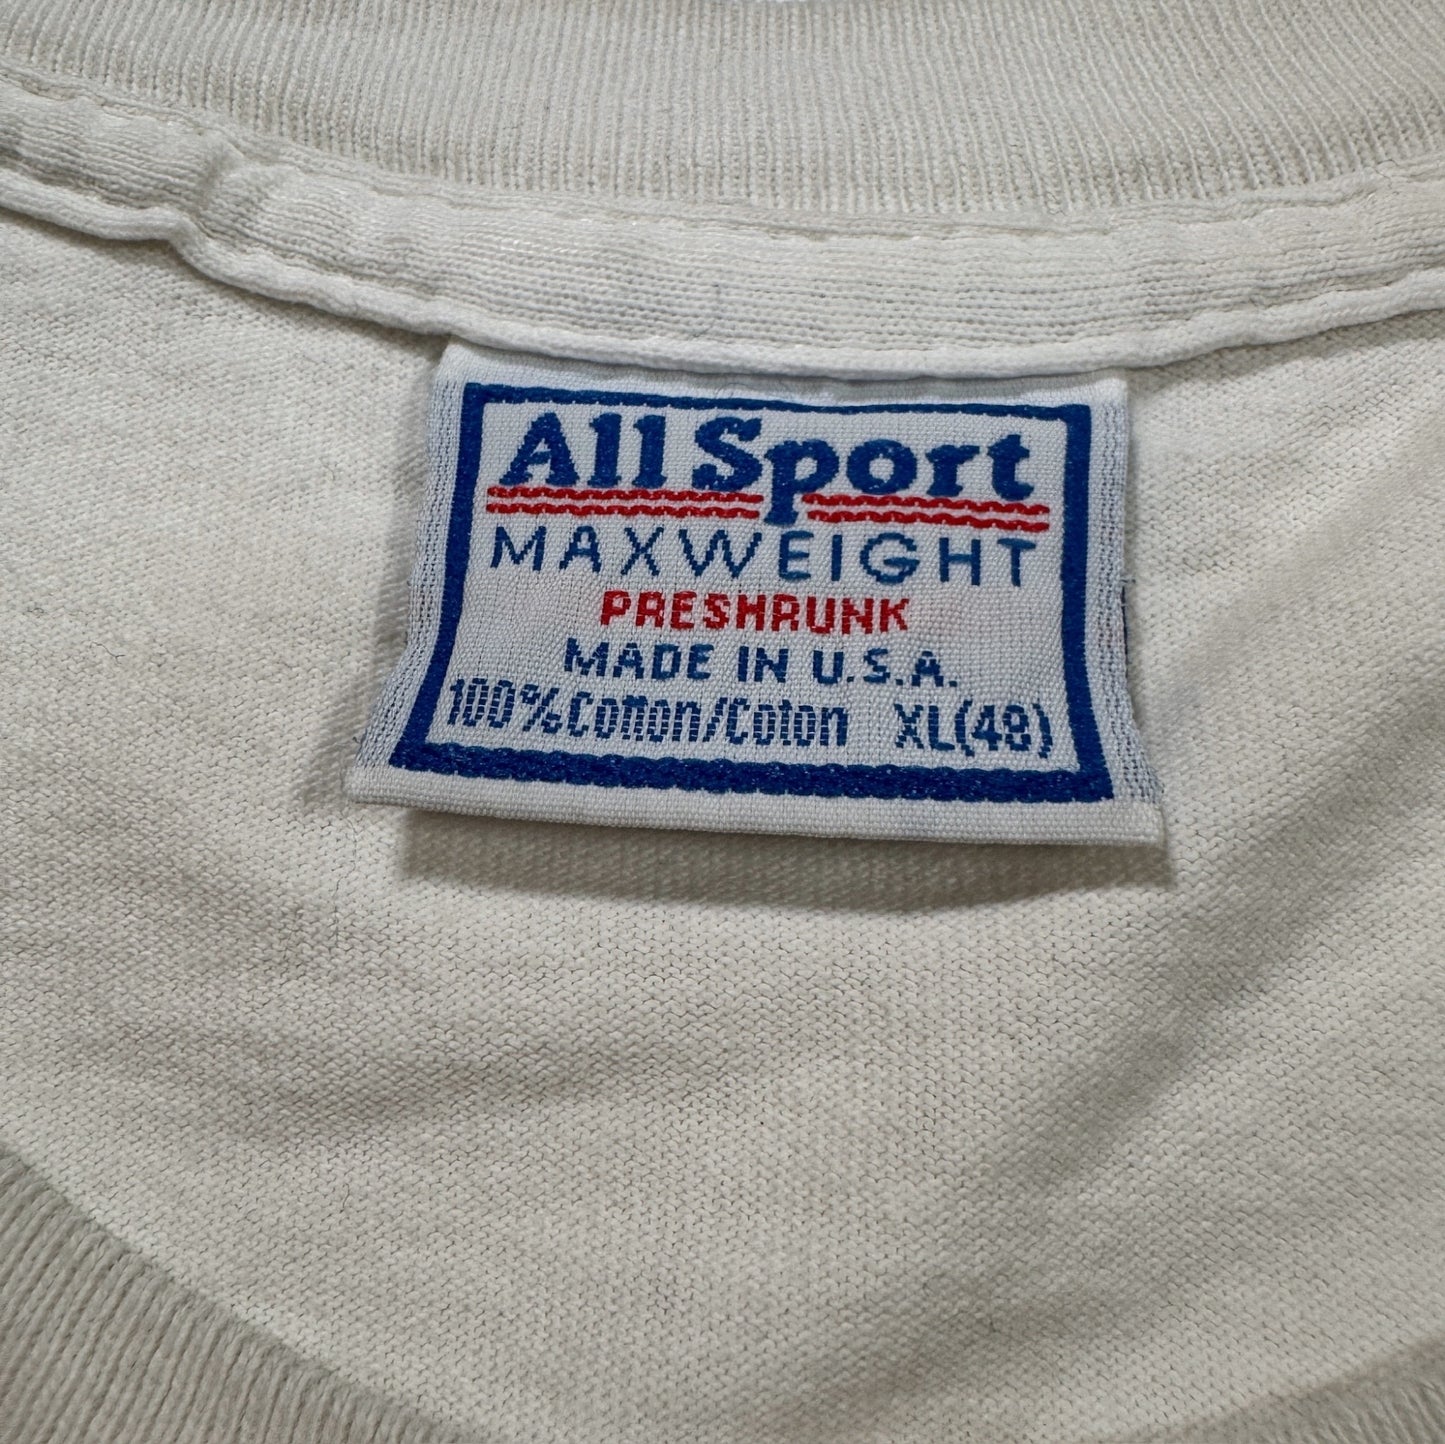 All Sport
MAXWEIGHT
PRESHRUNK
MADE IN U.S.A.
100% Cotton/Coton XL(48)